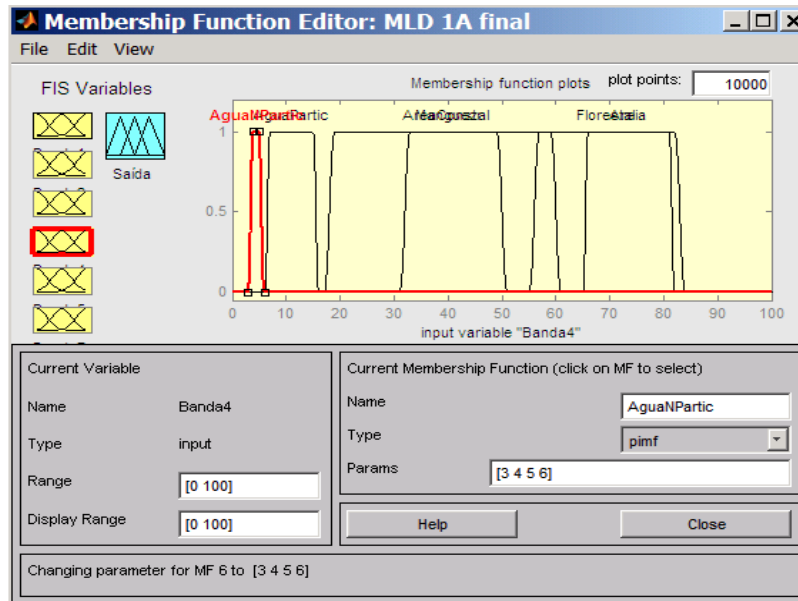 Membership Function Editor: MLD 1A final
File Edit View
FIS Variables
Saída
Membership function plots
plot points:
10000
AguaNPartic
AguaPartic
1
0.5
0
0 10 20 30 40 50 60 70 80 90 100
input variable "Banda4"
Current Variable
Name Banda4
Type input
Range [0 100]
Display Range [0 100]
Current Membership Function (click on MF to select)
Name AguaNPartic
Type pimf
Params [3 4 5 6]
Help
Close
Changing parameter for MF 6 to [3 4 5 6]